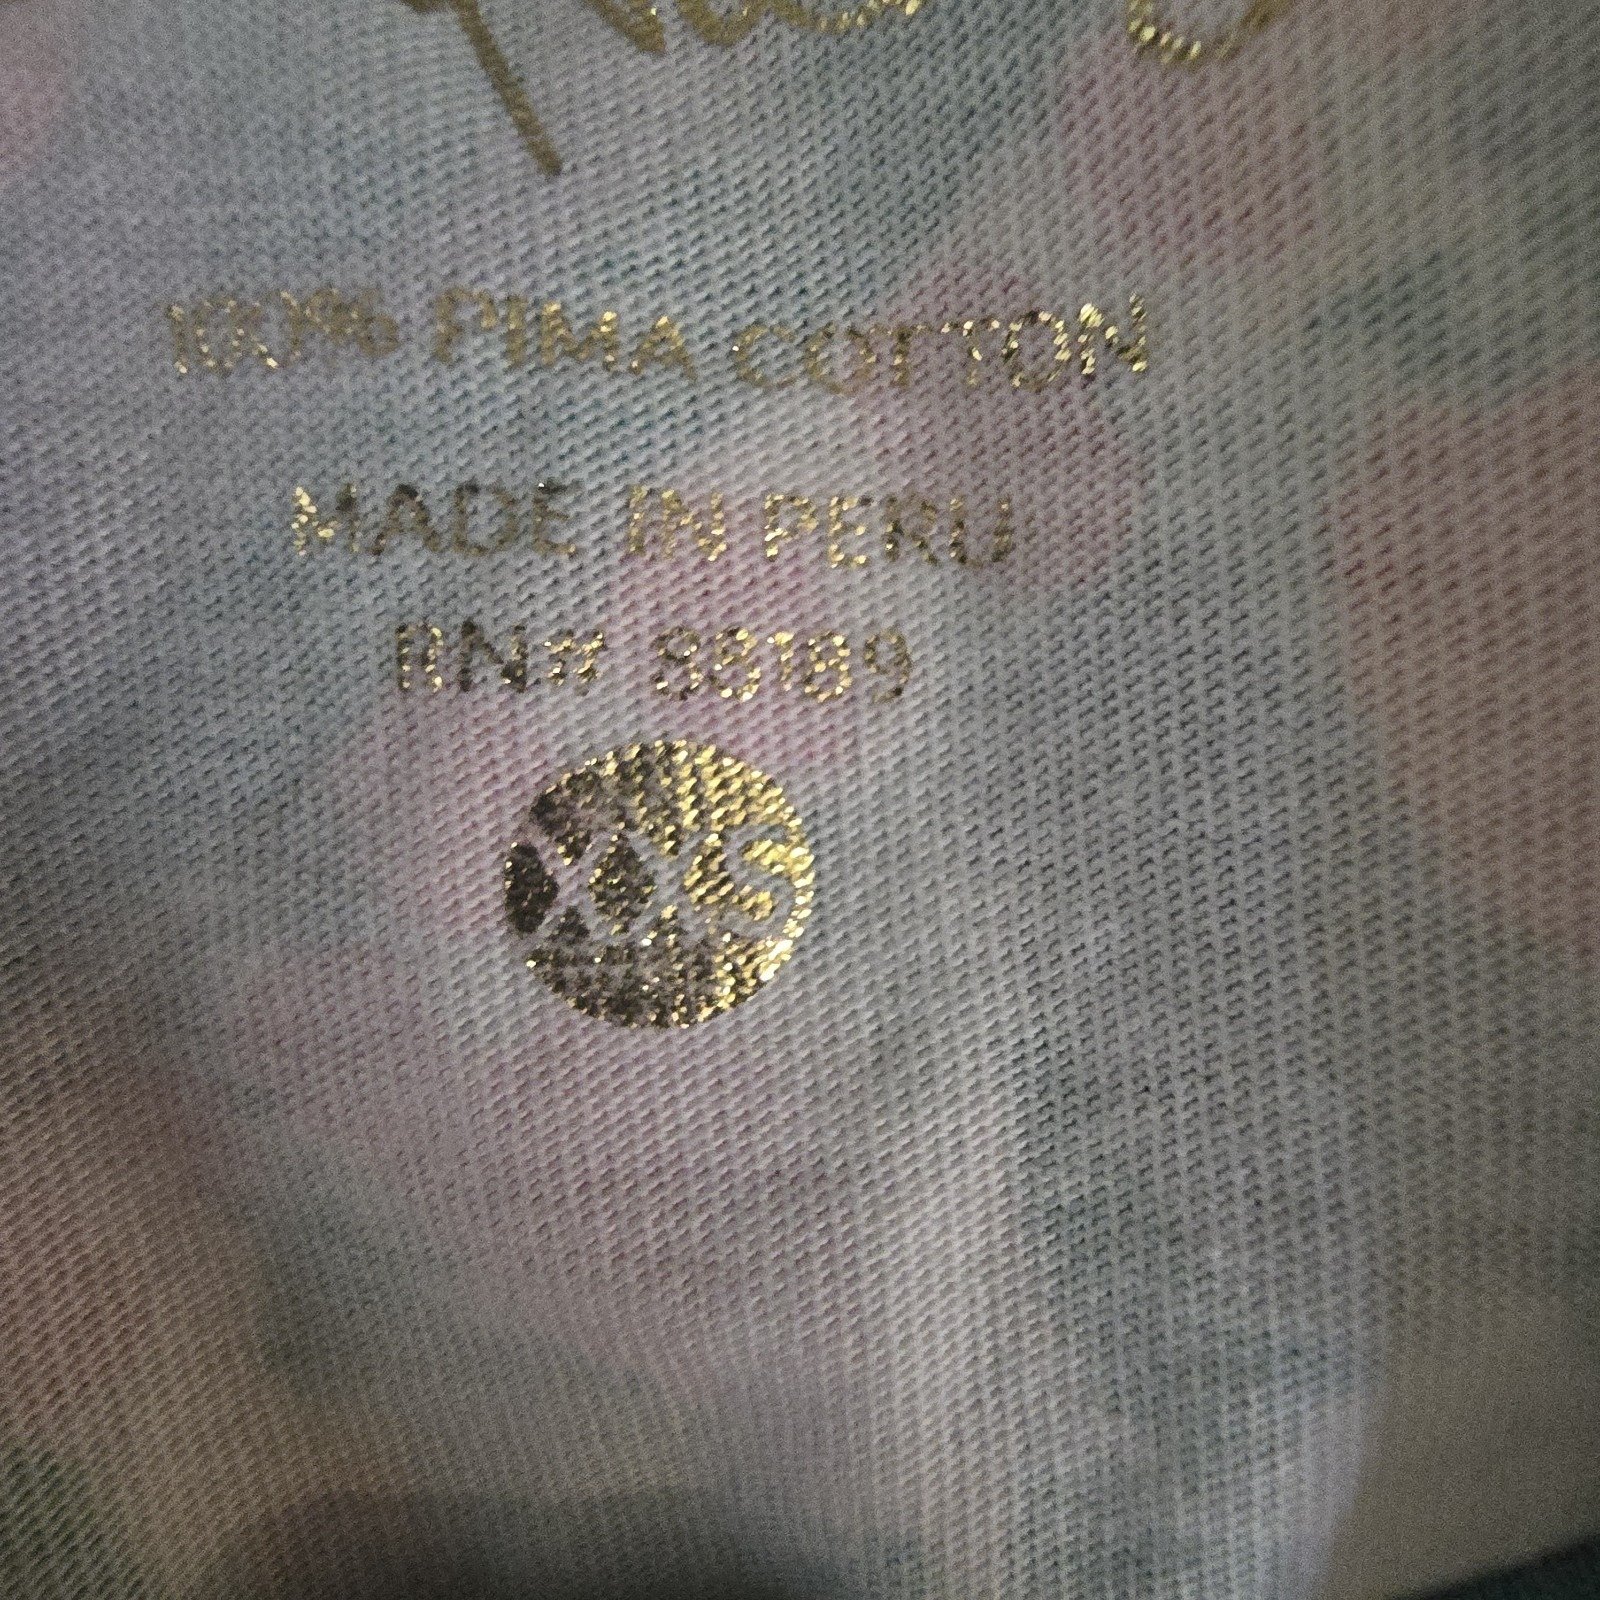 100% PIMA COTTON
MADE IN PERU
RN# 88189
XXS